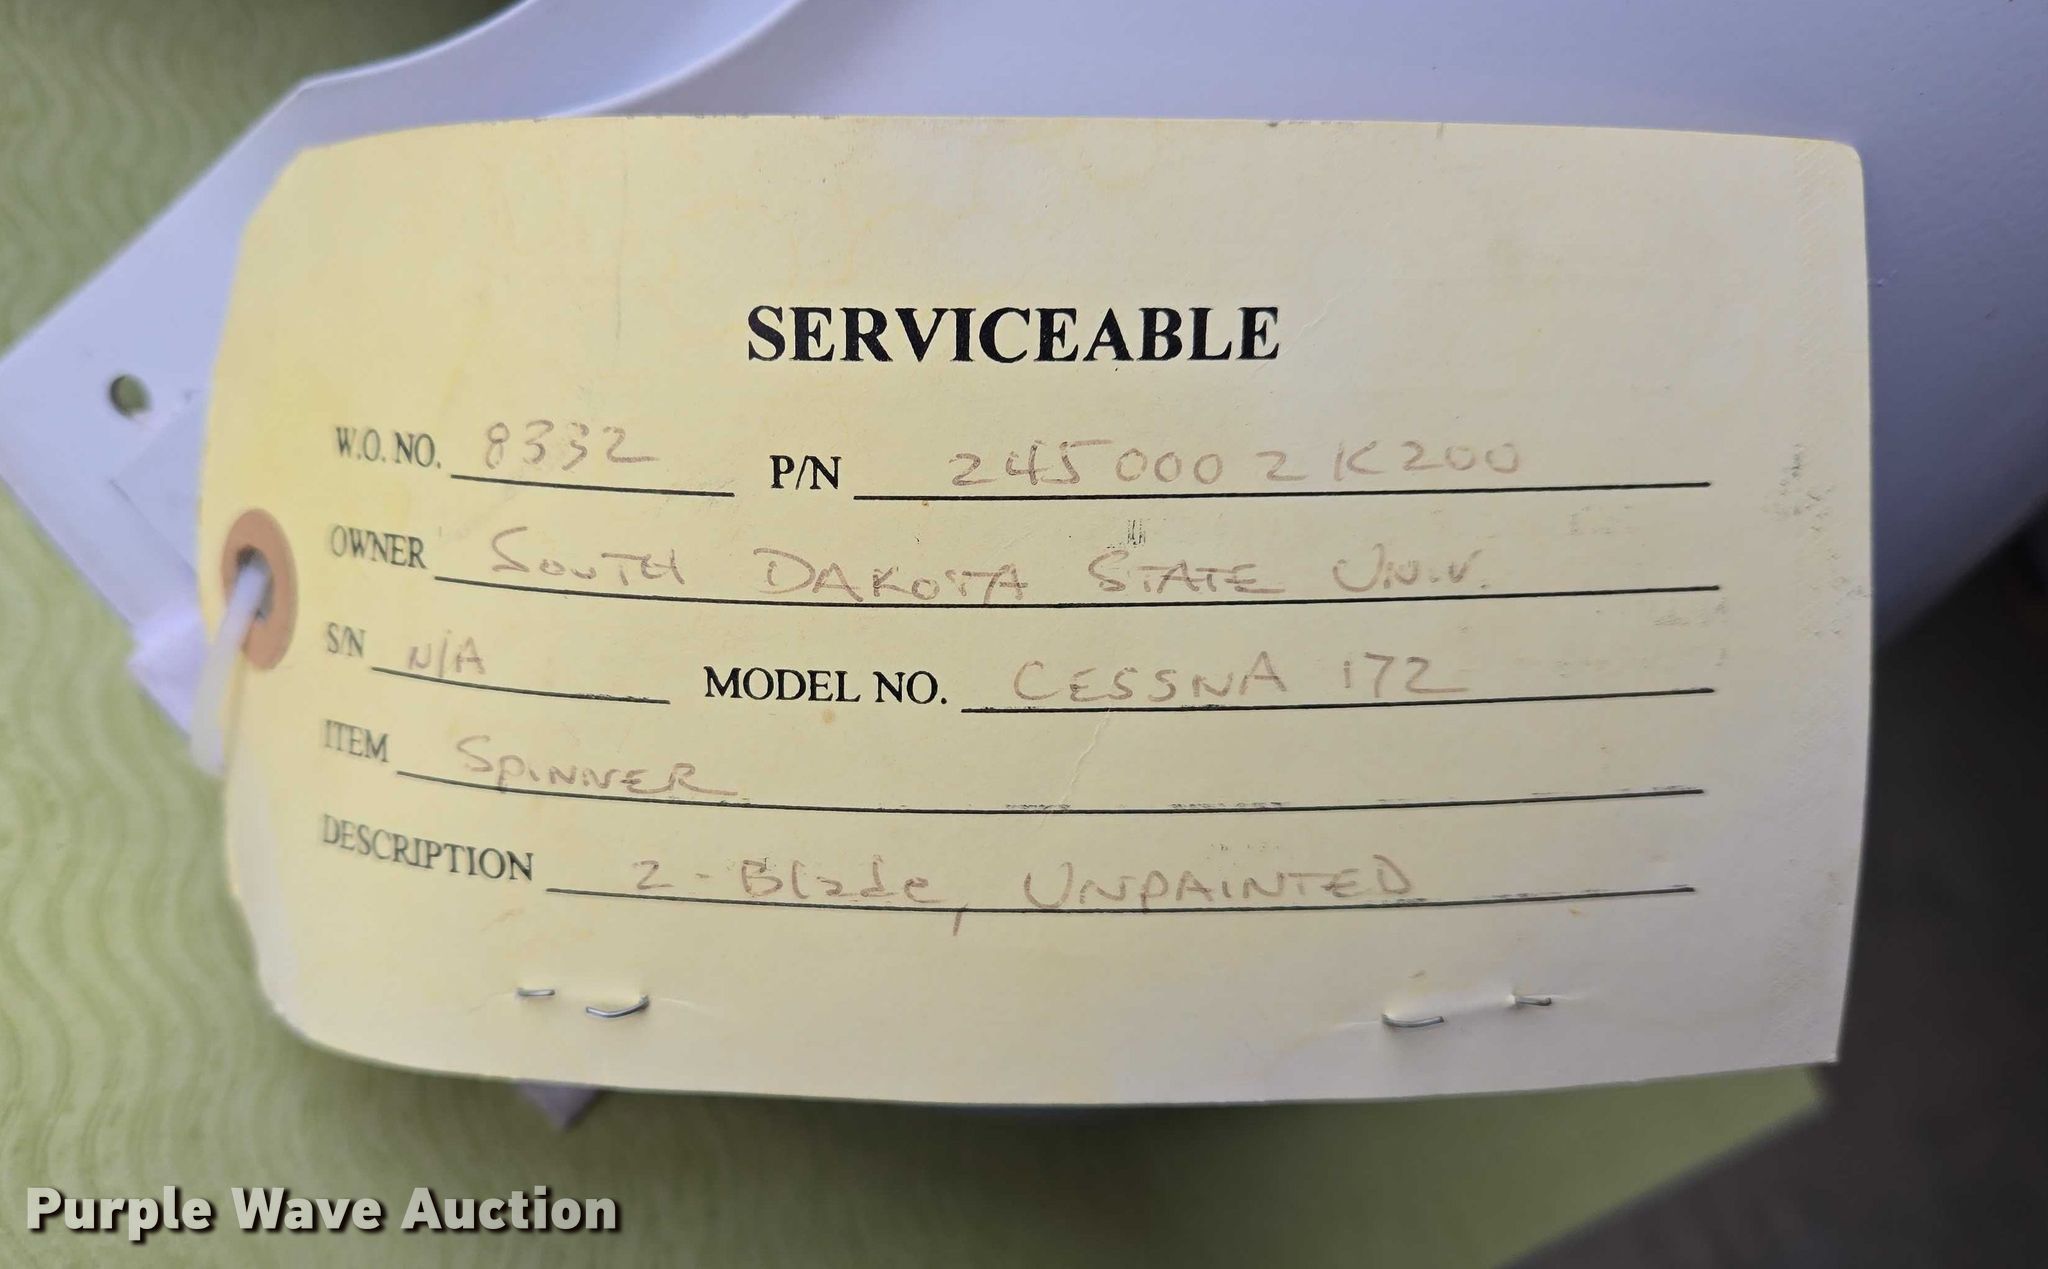 SERVICEABLE
W.O. NO. 8332 P/N 2450002K200
OWNER SOUTH DAKOTA STATE UNIV.
S/N N/A MODEL NO. CESSNA 172
ITEM SPINNER
DESCRIPTION 2-Blade, UNPAINTED
Purple Wave Auction